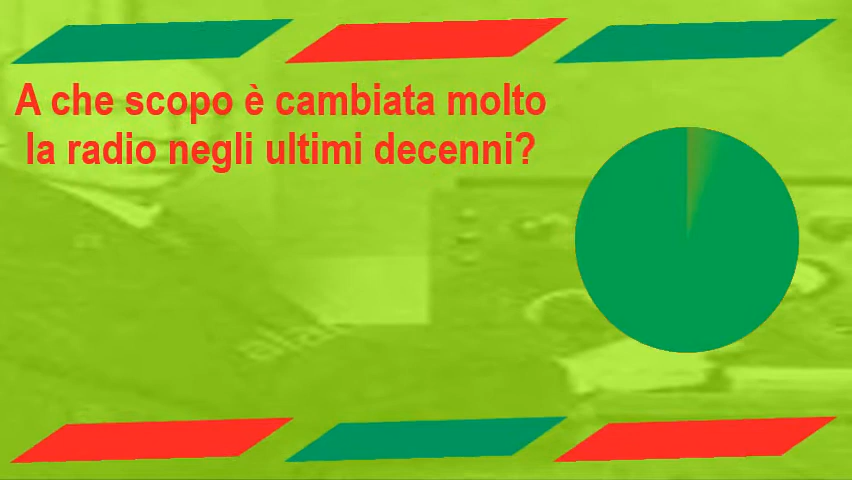 A che scopo è cambiata molto
la radio negli ultimi decenni?